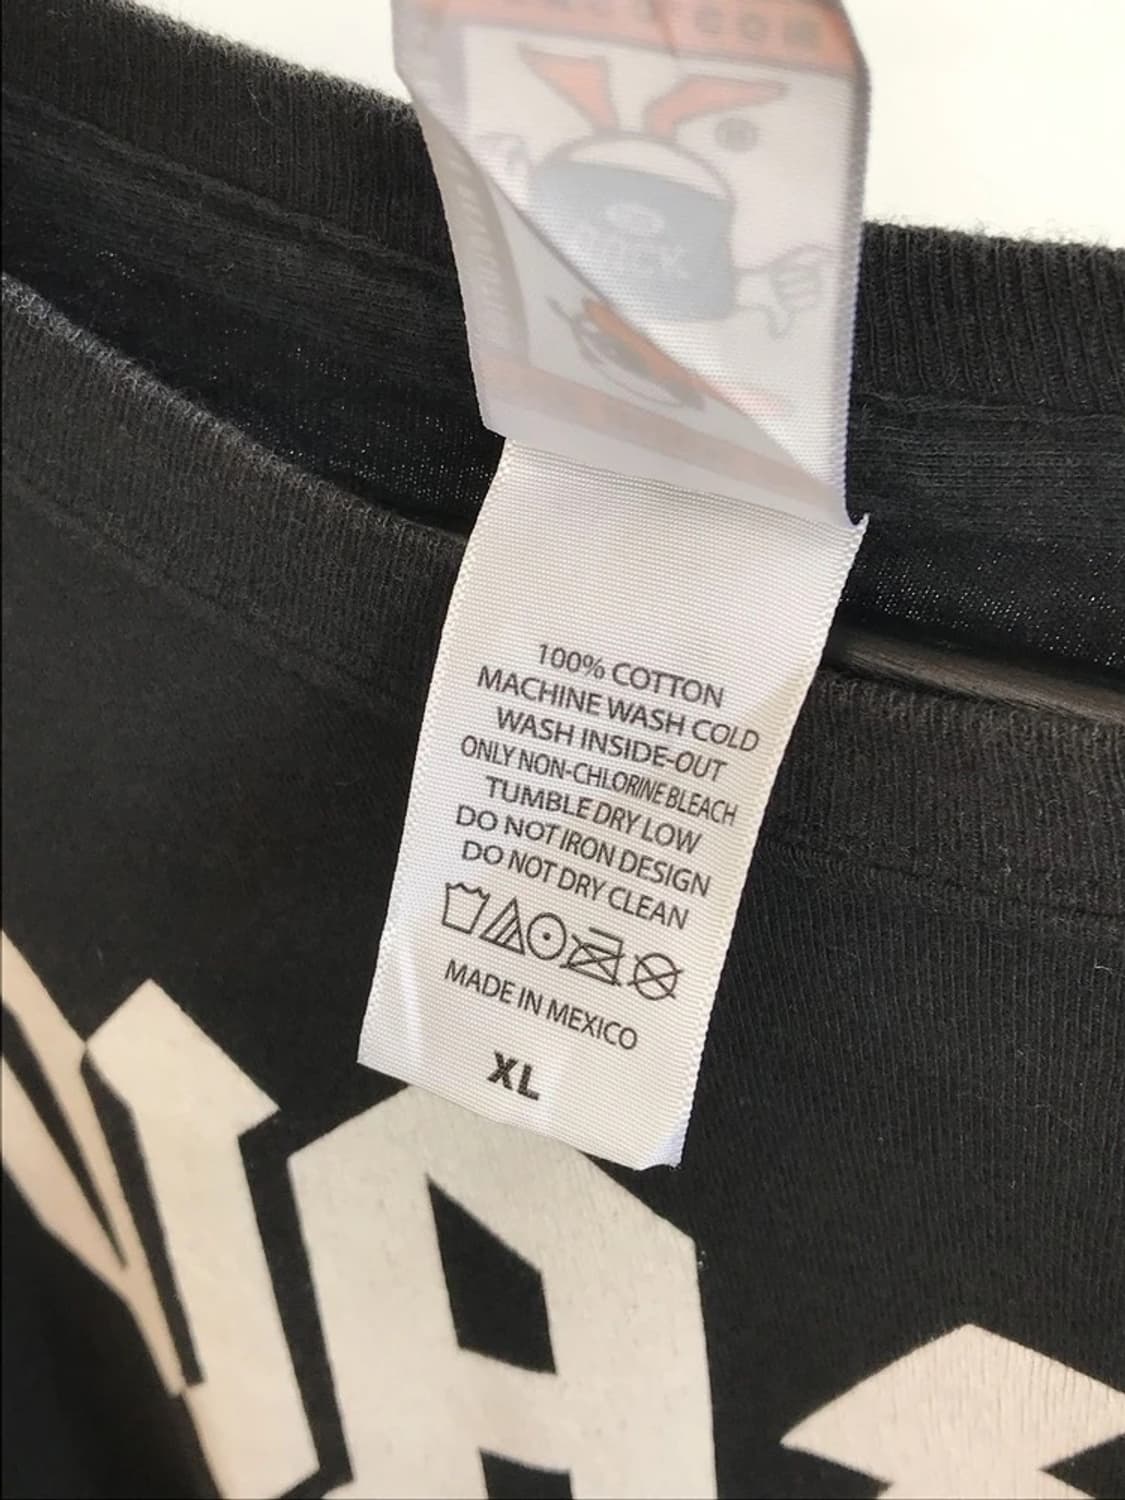 100% COTTON
MACHINE WASH COLD
WASH INSIDE-OUT
ONLY NON-CHLORINE BLEACH
TUMBLE DRY LOW
DO NOT IRON DESIGN
DO NOT DRY CLEAN
MADE IN MEXICO
XL